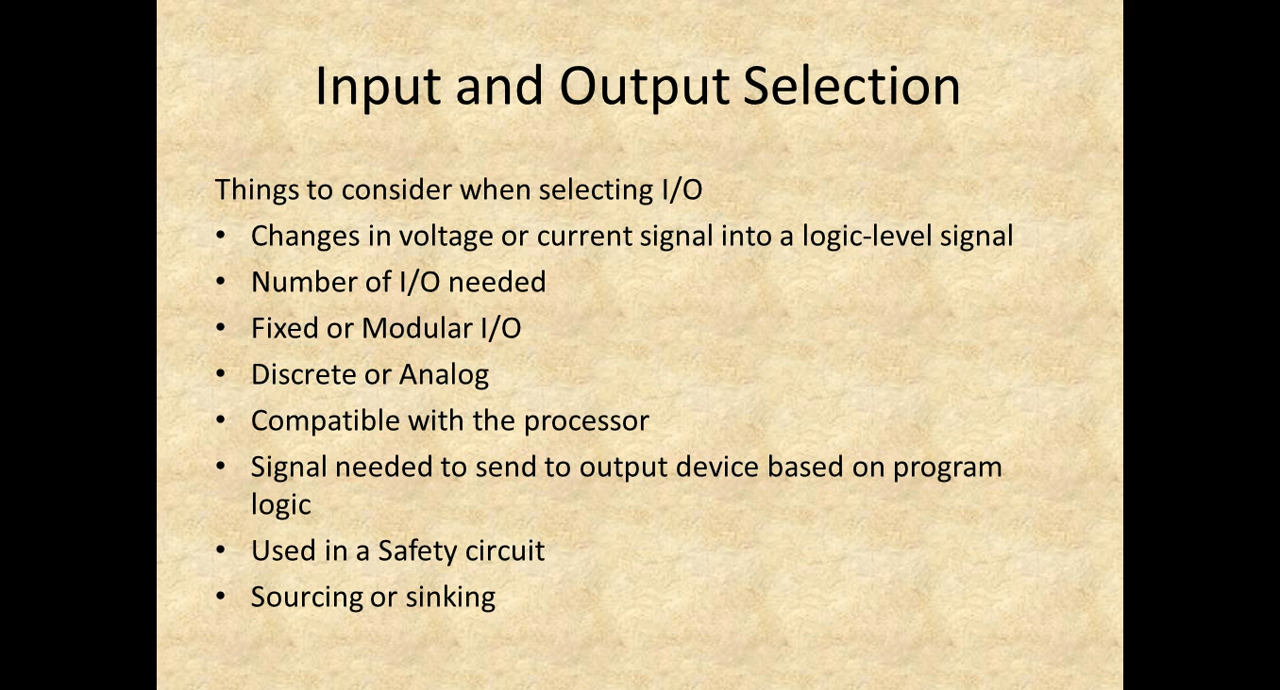 Input and Output Selection
Things to consider when selecting I/O
• Changes in voltage or current signal into a logic-level signal
• Number of I/O needed
• Fixed or Modular I/O
• Discrete or Analog
• Compatible with the processor
• Signal needed to send to output device based on program
logic
• Used in a Safety circuit
• Sourcing or sinking